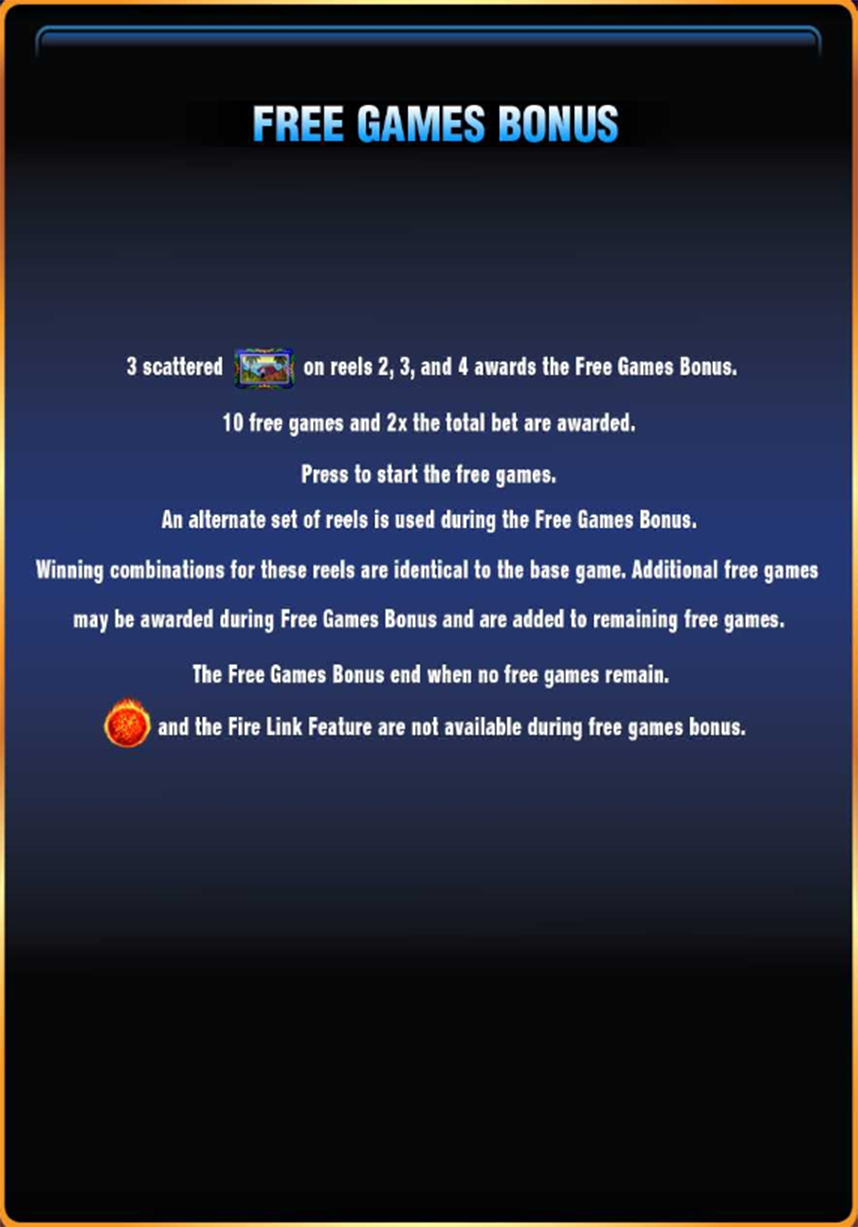 FREE GAMES BONUS
3 scattered on reels 2, 3, and 4 awards the Free Games Bonus.
10 free games and 2x the total bet are awarded.
Press to start the free games.
An alternate set of reels is used during the Free Games Bonus.
Winning combinations for these reels are identical to the base game. Additional free games
may be awarded during Free Games Bonus and are added to remaining free games.
The Free Games Bonus end when no free games remain.
and the Fire Link Feature are not available during free games bonus.